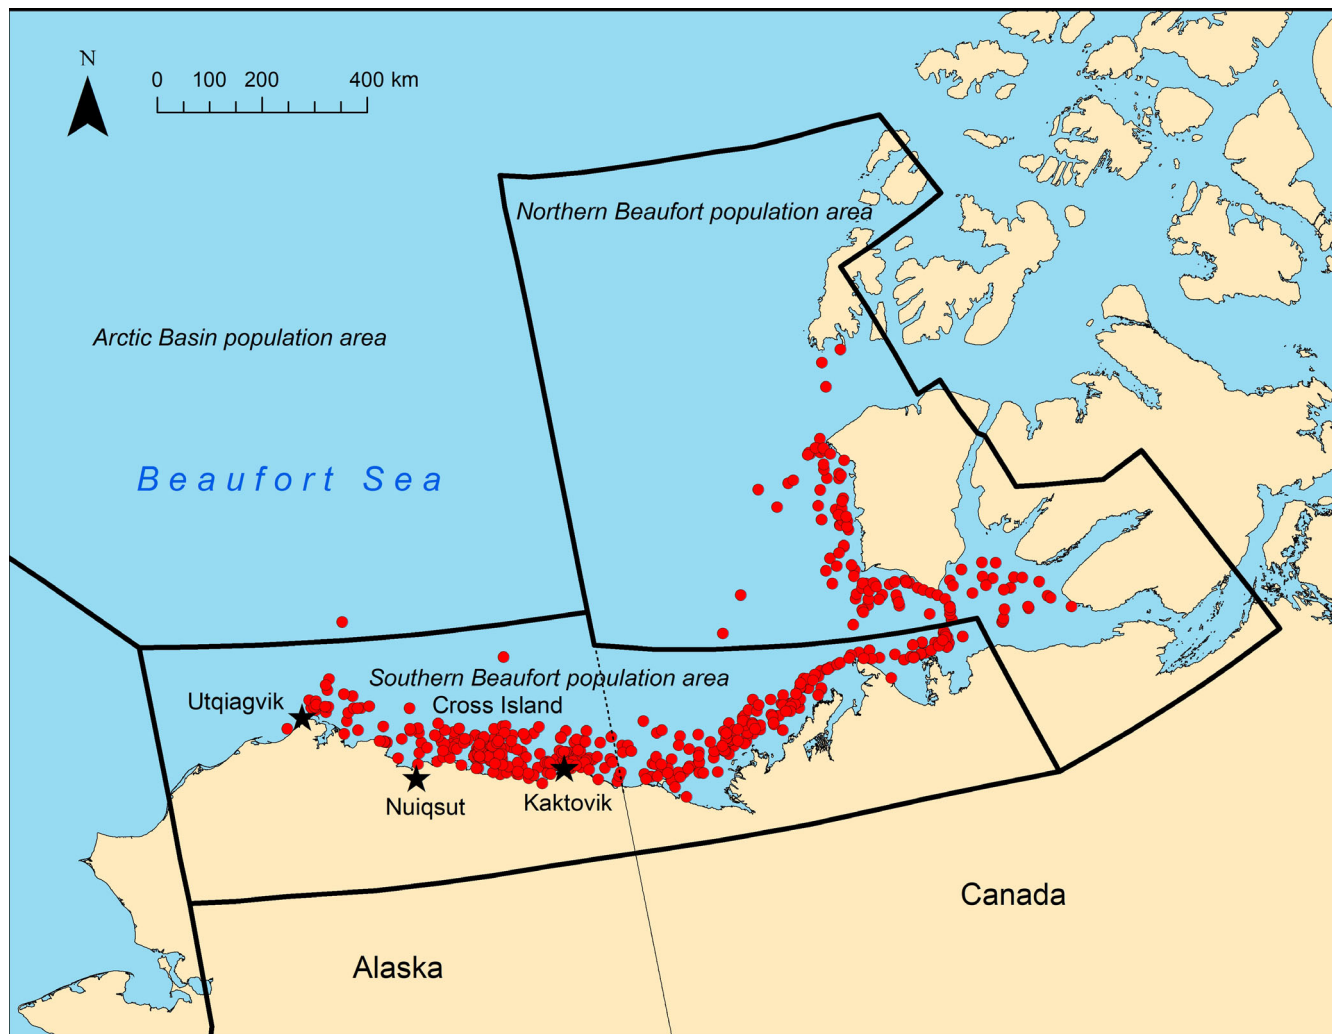 N
0 100 200 400 km
Northern Beaufort population area
Arctic Basin population area
Beaufort Sea
Southern Beaufort population area
Utqiagvik
Cross Island
Nuiqsut
Kaktovik
Canada
Alaska